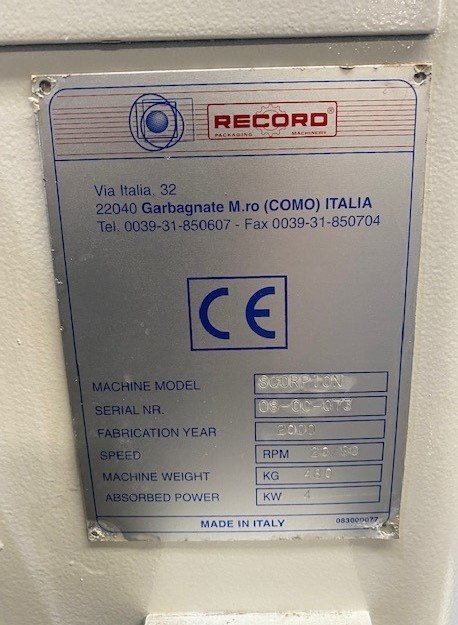 RECORD ®
PACKAGING MACHINERY
Via Italia, 32
22040 Garbagnate M.ro (COMO) ITALIA
Tel. 0039-31-850607 - Fax 0039-31-850704
CE
MACHINE MODEL SCORPION
SERIAL NR.
FABRICATION YEAR 2000
SPEED RPM
MACHINE WEIGHT KG
ABSORBED POWER KW 4
MADE IN ITALY 083000077